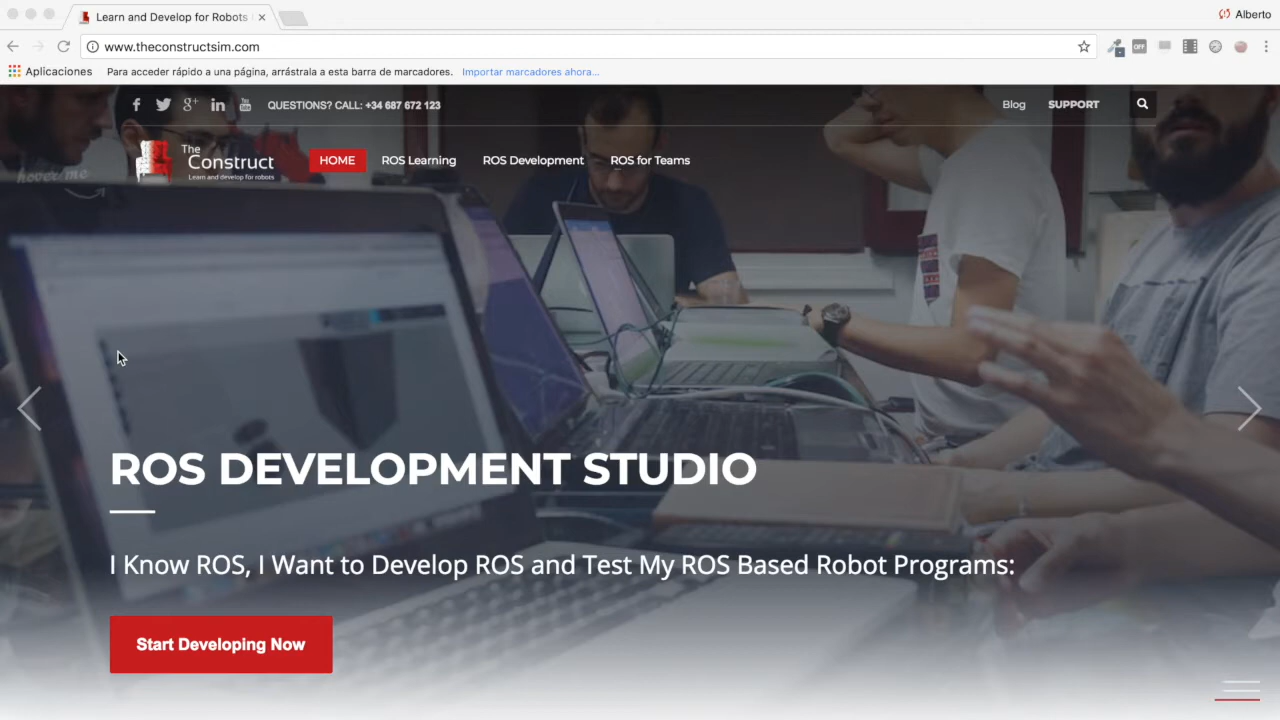 Learn and Develop for Robots
Alberto
www.theconstructsim.com
OFF
Aplicaciones
Para acceder rápido a una página, arrástrala a esta barra de marcadores.
Importar marcadores ahora...
QUESTIONS? CALL: +34 687 672 123
Blog
SUPPORT
The
Construct
Learn and develop for robots
HOME
ROS Learning
ROS Development
ROS for Teams
hover me
ROS DEVELOPMENT STUDIO
I Know ROS, I Want to Develop ROS and Test My ROS Based Robot Programs:
Start Developing Now